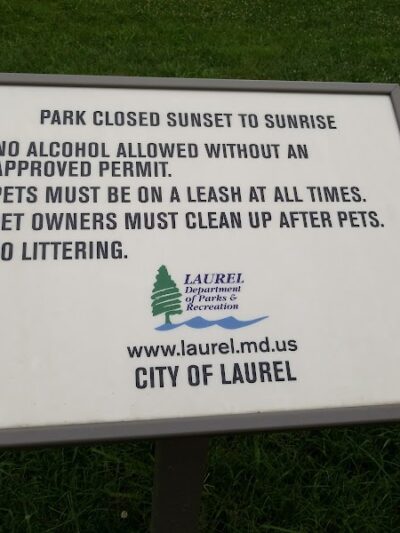 PARK CLOSED SUNSET TO SUNRISE
NO ALCOHOL ALLOWED WITHOUT AN
APPROVED PERMIT.
PETS MUST BE ON A LEASH AT ALL TIMES.
PET OWNERS MUST CLEAN UP AFTER PETS.
NO LITTERING.
LAUREL
Department
of Parks &
Recreation
www.laurel.md.us
CITY OF LAUREL